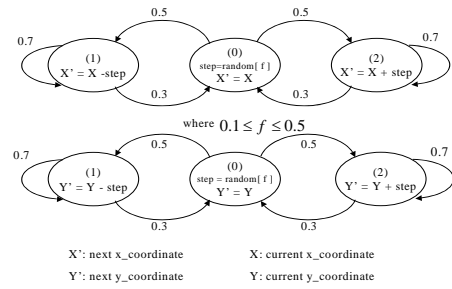 0.5 0.5
0.7 (1) (0) (2) 0.7
X' = X -step step=random[ f ] X' = X + step
X' = X
0.3 0.3
where 0.1 ≤ f ≤ 0.5
0.7 0.5 0.5 0.7
(1) (0) (2)
Y' = Y - step step = random[ f ] Y' = Y + step
Y' = Y
0.3 0.3
X': next x_coordinate X: current x_coordinate
Y': next y_coordinate Y: current y_coordinate